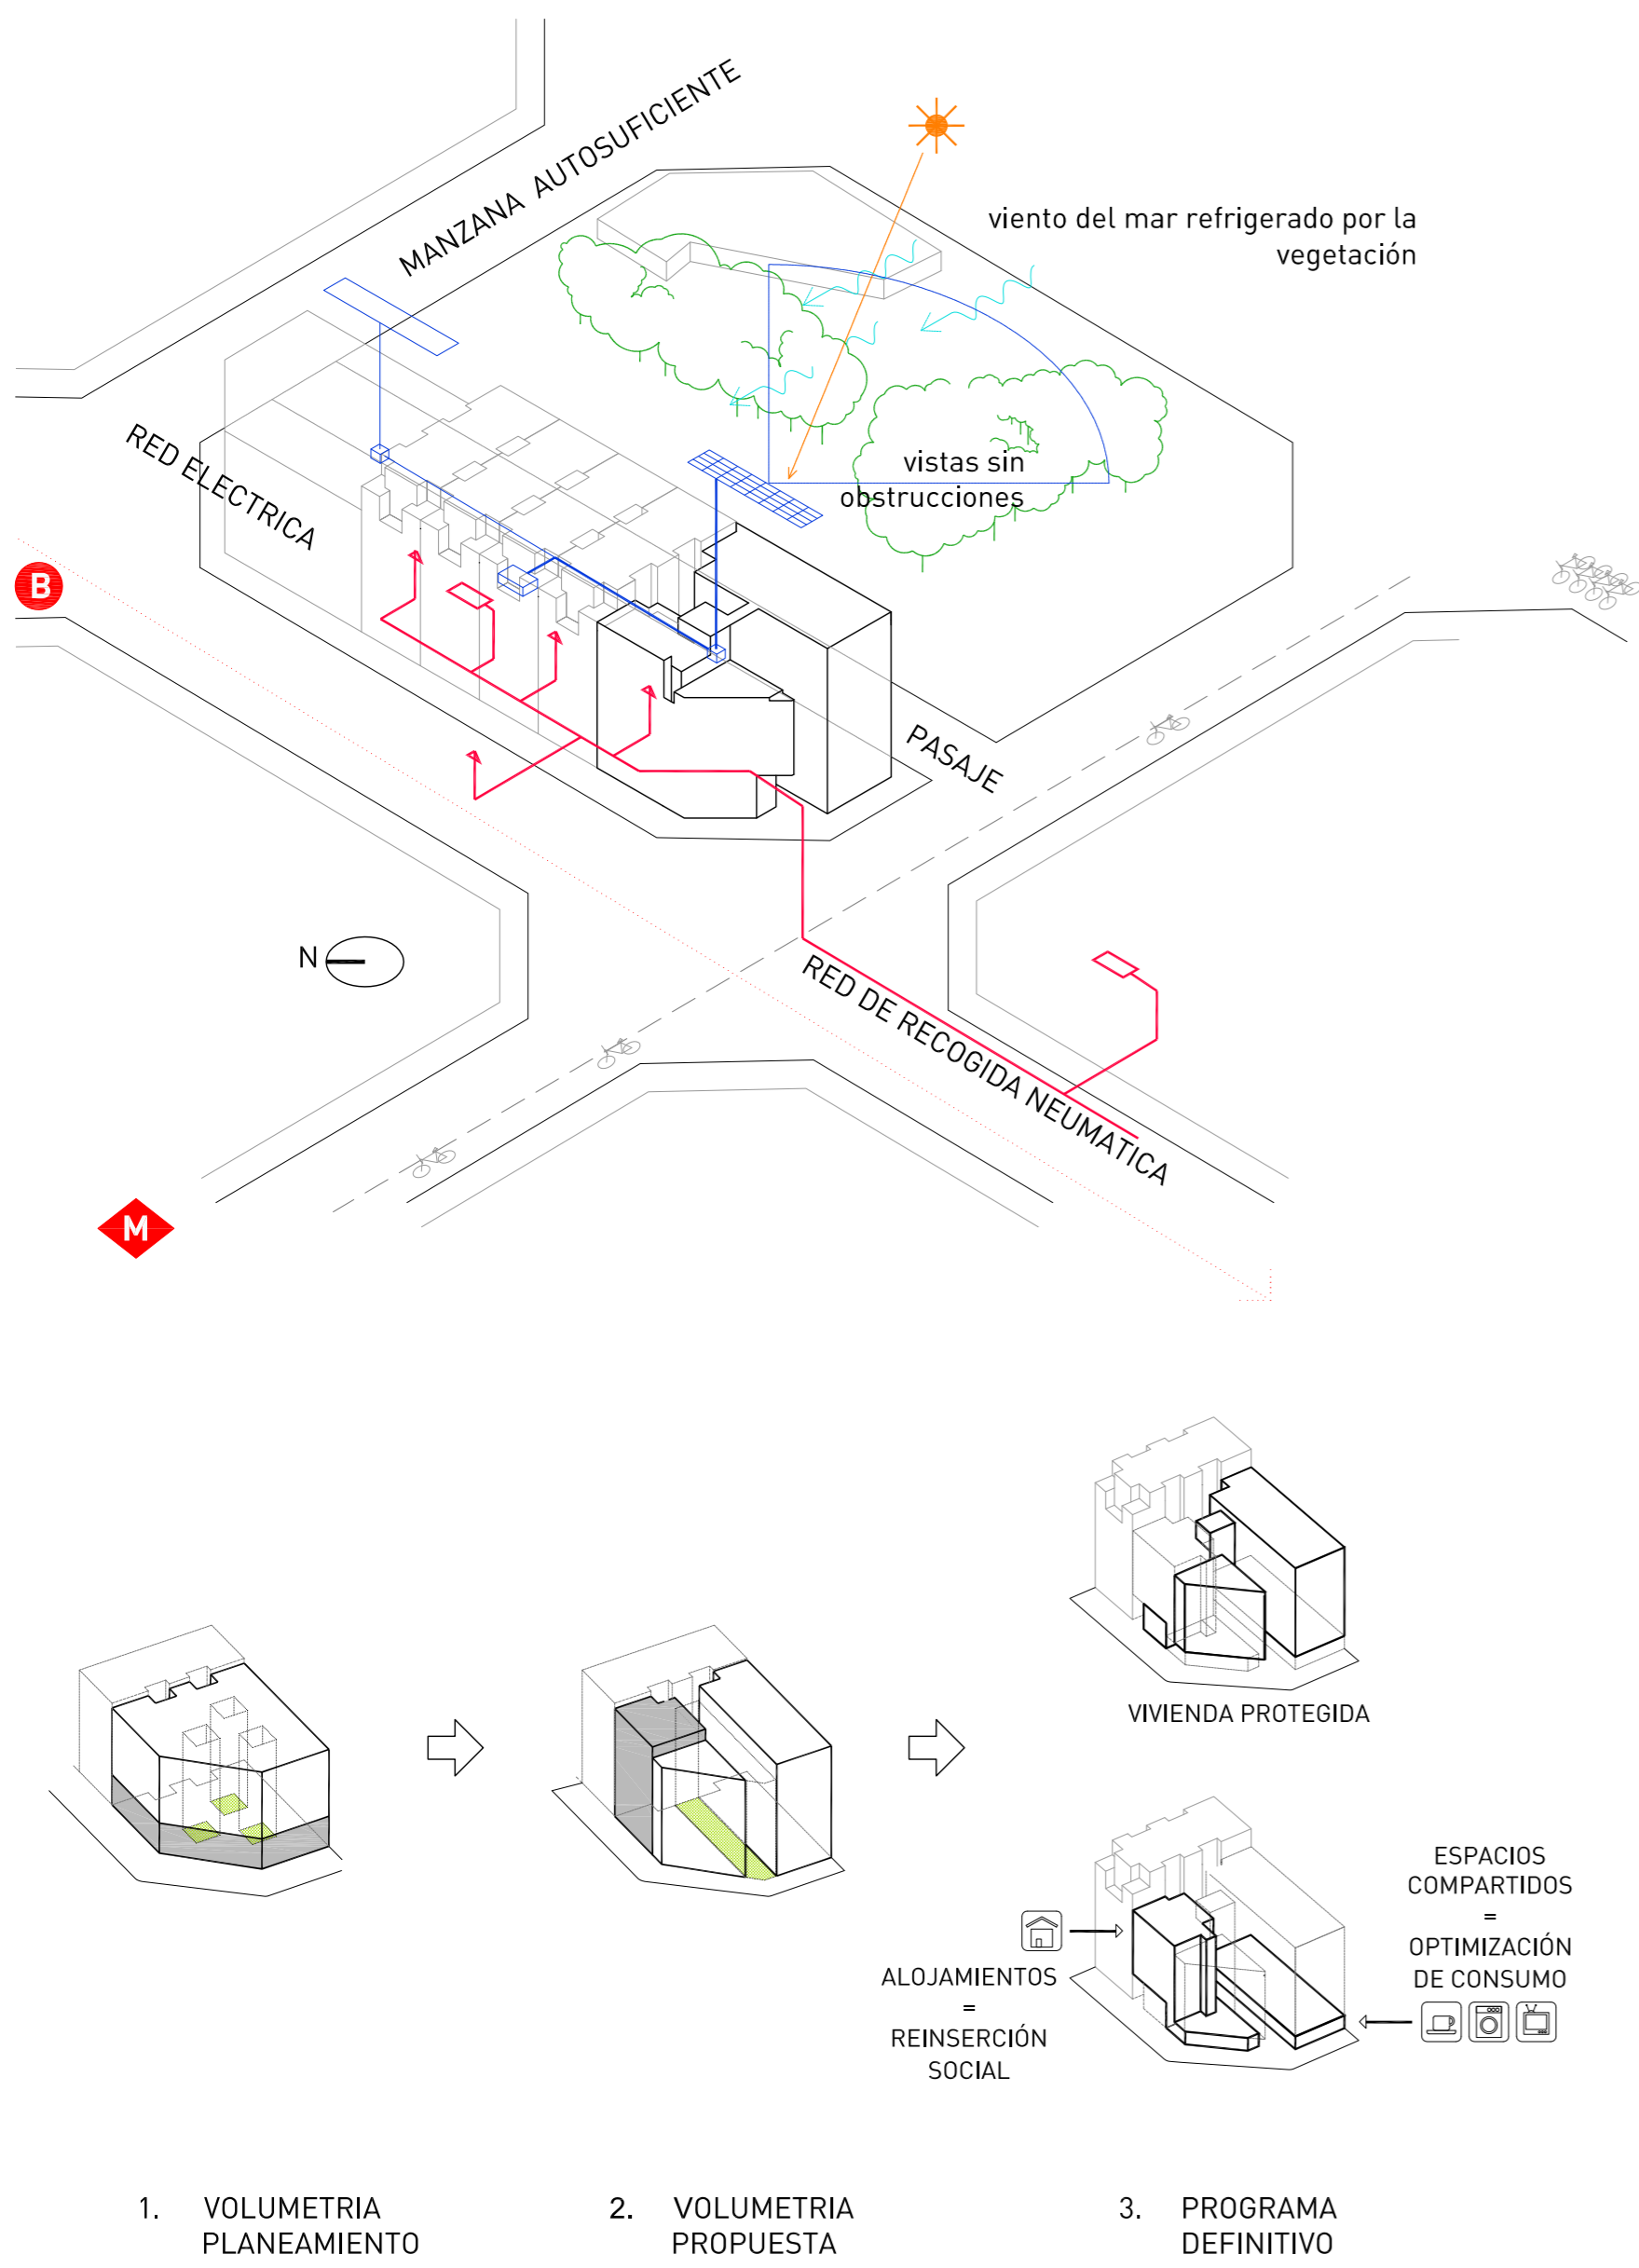 MANZANA AUTOSUFICIENTE
viento del mar refrigerado por la
vegetación
RED ELECTRICA
vistas sin
obstrucciones
B
PASAJE
N
RED DE RECOGIDA NEUMATICA
M
VIVIENDA PROTEGIDA
ESPACIOS
COMPARTIDOS
=
OPTIMIZACIÓN
DE CONSUMO
ALOJAMIENTOS
=
REINSERCIÓN
SOCIAL
1. VOLUMETRIA
PLANEAMIENTO
2. VOLUMETRIA
PROPUESTA
3. PROGRAMA
DEFINITIVO